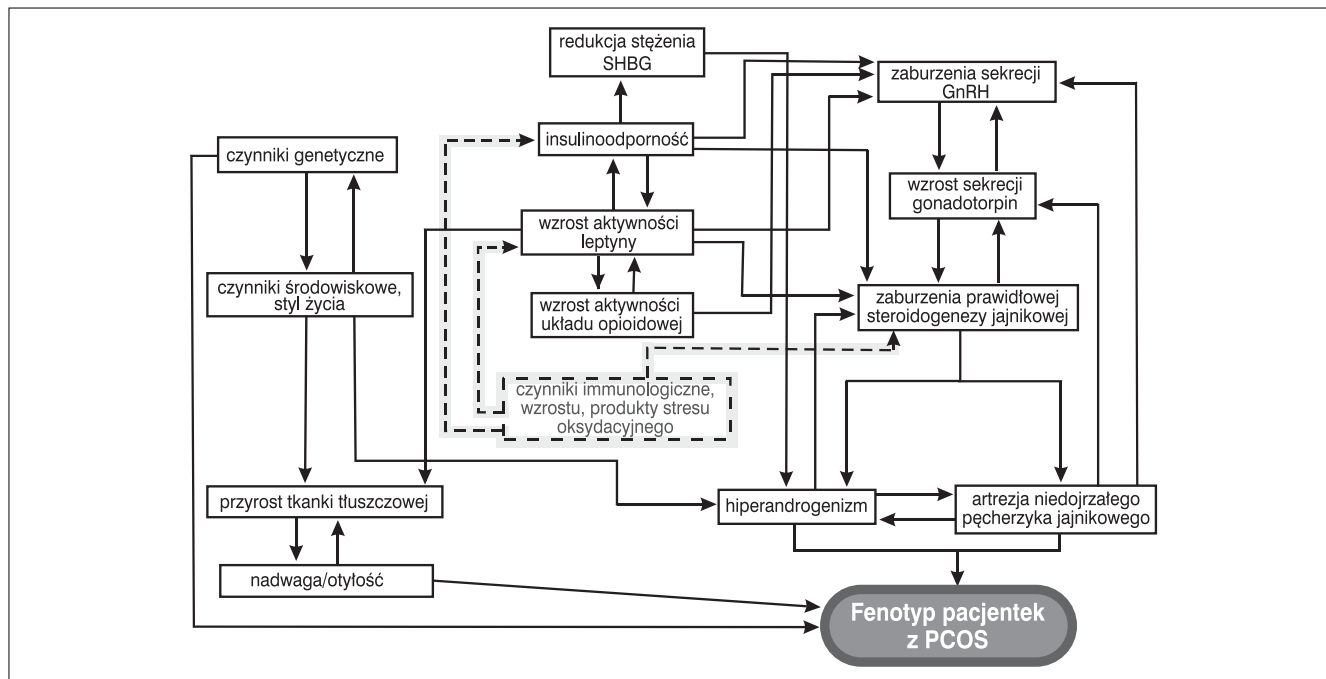 redukcja stężenia
SHBG
zaburzenia sekrecji
GnRH
insulinoodporność
czynniki genetyczne
wzrost sekrecji
gonadotorpin
wzrost aktywności
leptyny
czynniki środowiskowe,
styl życia
wzrost aktywności
układu opioidowej
zaburzenia prawidłowej
steroidogenezy jajnikowej
czynniki immunologiczne,
wzrostu, produkty stresu
oksydacyjnego
przyrost tkanki tłuszczowej
hiperandrogenizm
artrezja niedojrzałego
pęcherzyka jajnikowego
nadwaga/otyłość
Fenotyp pacjentek
z PCOS